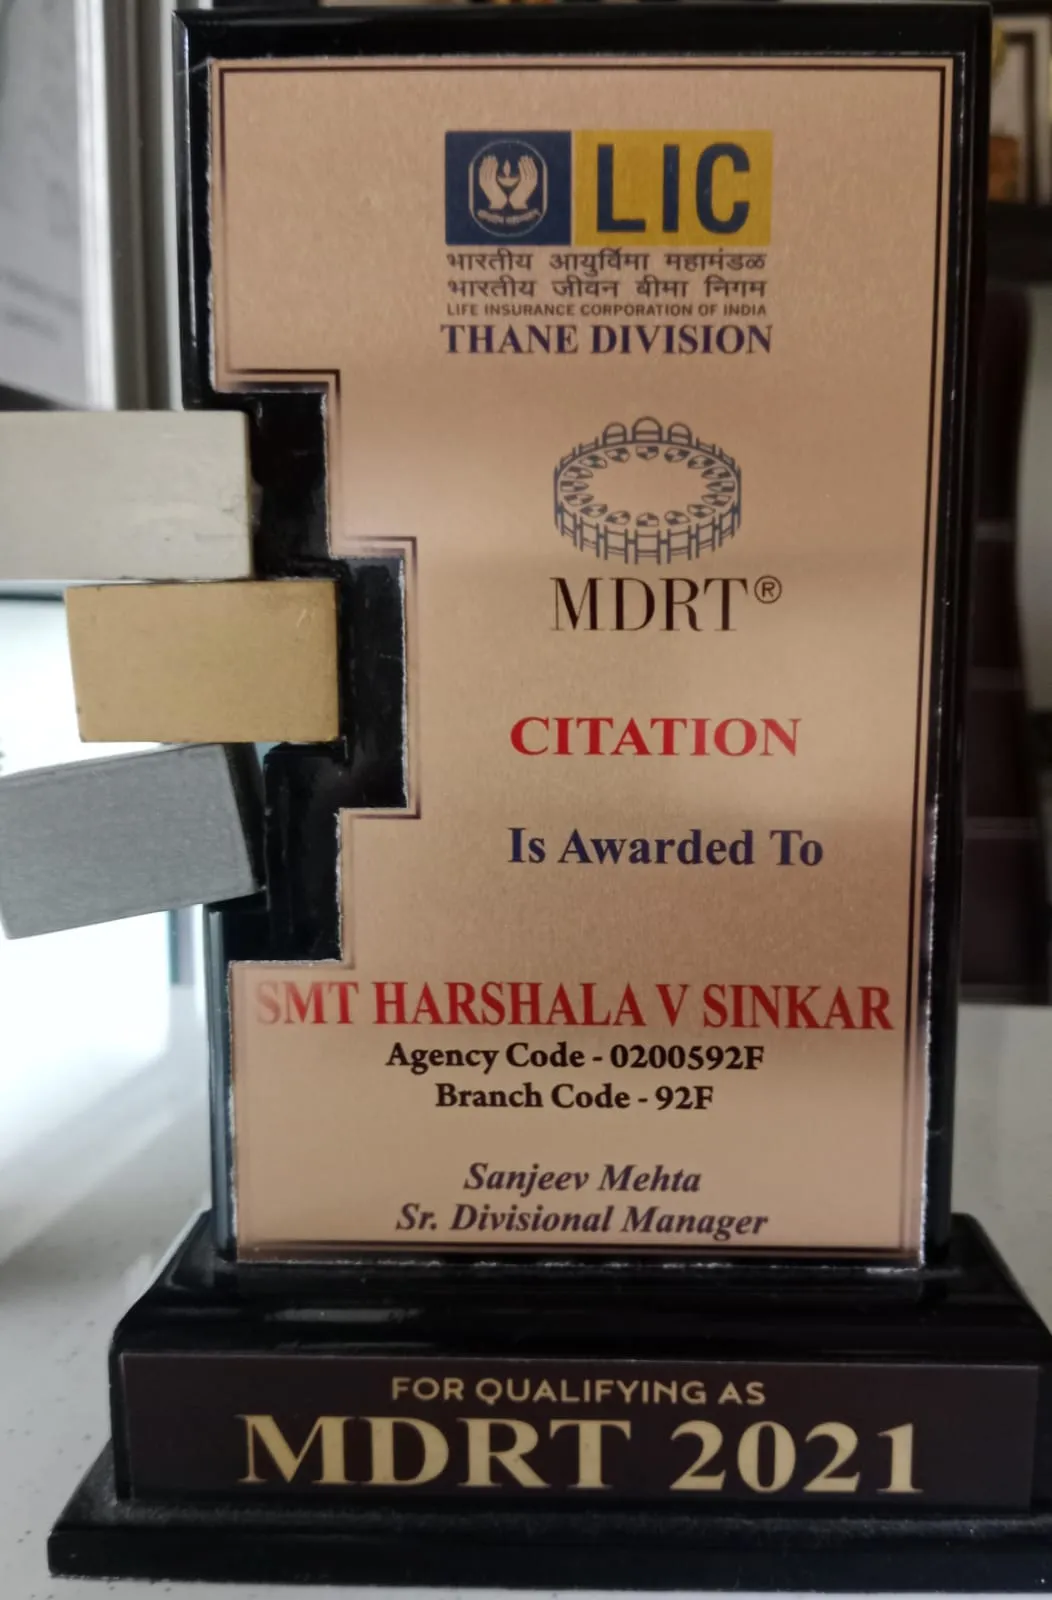 LIC
भारतीय आयुर्विमा महामंडळ
भारतीय जीवन बीमा निगम
LIFE INSURANCE CORPORATION OF INDIA
THANE DIVISION
MDRT®
CITATION
Is Awarded To
SMT HARSHALA V SINKAR
Agency Code - 0200592F
Branch Code - 92F
Sanjeev Mehta
Sr. Divisional Manager
FOR QUALIFYING AS
MDRT 2021